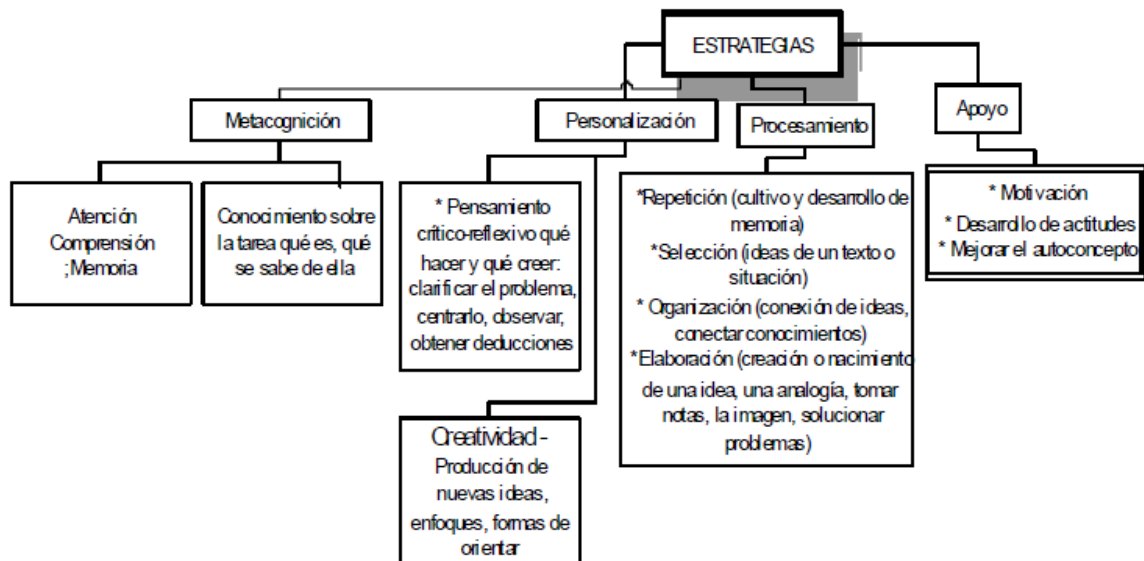 ESTRATEGIAS
Metacognición
Personalización
Procesamiento
Apoyo
Atención
Comprensión
;Memoria
Conocimiento sobre
la tarea qué es, qué
se sabe de ella
* Pensamiento
crítico-reflexivo qué
hacer y qué creer:
clarificar el problema,
centrarlo, observar,
obtener deducciones
Creatividad -
Producción de
nuevas ideas,
enfoques, formas de
orientar
*Repetición (cultivo y desarrollo de
memoria)
*Selección (ideas de un texto o
situación)
* Organización (conexión de ideas,
conectar conocimientos)
*Elaboración (creación o nacimiento
de una idea, una analogía, tomar
notas, la imagen, solucionar
problemas)
* Motivación
* Desarrollo de actitudes
* Mejorar el autoconcepto